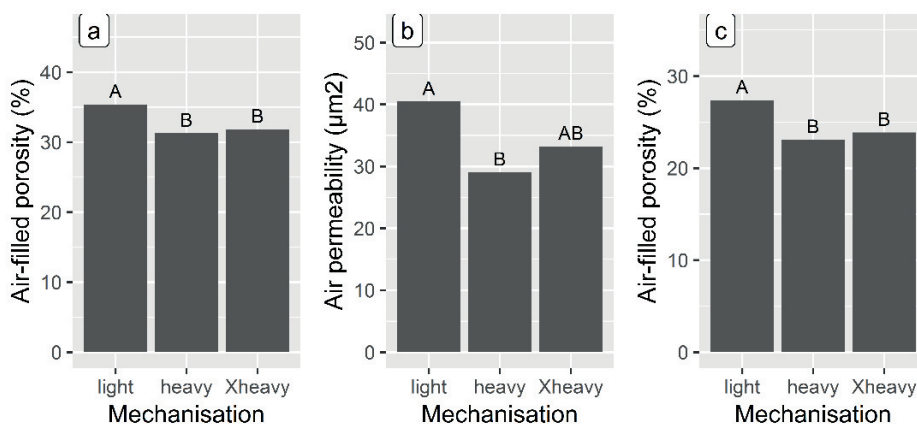 a
Air-filled porosity (%)
40
30
20
10
0
A
B
B
light heavy Xheavy
Mechanisation
b
Air permeability (µm2)
50
40
30
20
10
0
A
B
AB
light heavy Xheavy
Mechanisation
c
Air-filled porosity (%)
30
20
10
0
A
B
B
light heavy Xheavy
Mechanisation